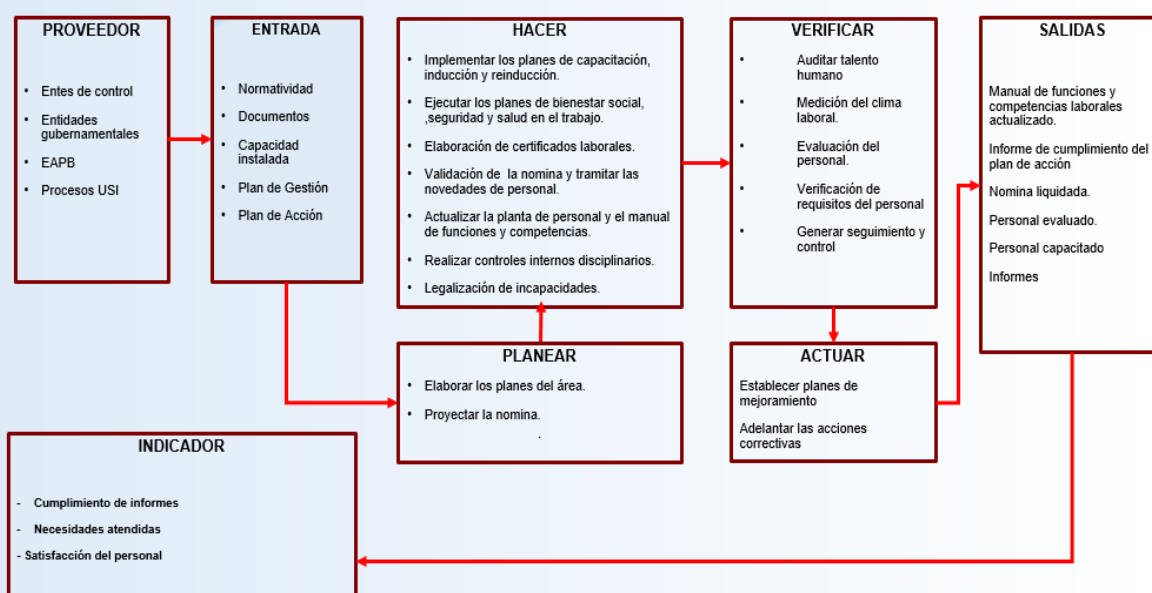 PROVEEDOR
• Entes de control
• Entidades
gubernamentales
• EAPB
• Procesos USI
ENTRADA
• Normatividad
• Documentos
• Capacidad
instalada
• Plan de Gestión
• Plan de Acción
HACER
• Implementar los planes de capacitación,
inducción y reinducción.
• Ejecutar los planes de bienestar social,
,seguridad y salud en el trabajo.
• Elaboración de certificados laborales.
• Validación de la nomina y tramitar las
novedades de personal.
• Actualizar la planta de personal y el manual
de funciones y competencias.
• Realizar controles internos disciplinarios.
• Legalización de incapacidades.
VERIFICAR
• Auditar talento
humano
• Medición del clima
laboral.
• Evaluación del
personal.
• Verificación de
requisitos del personal
• Generar seguimiento y
control
SALIDAS
Manual de funciones y
competencias laborales
actualizado.
Informe de cumplimiento del
plan de acción
Nomina liquidada.
Personal evaluado.
Personal capacitado
Informes
PLANEAR
• Elaborar los planes del área.
• Proyectar la nomina.
.
ACTUAR
Establecer planes de
mejoramiento
Adelantar las acciones
correctivas
INDICADOR
- Cumplimiento de informes
- Necesidades atendidas
- Satisfacción del personal